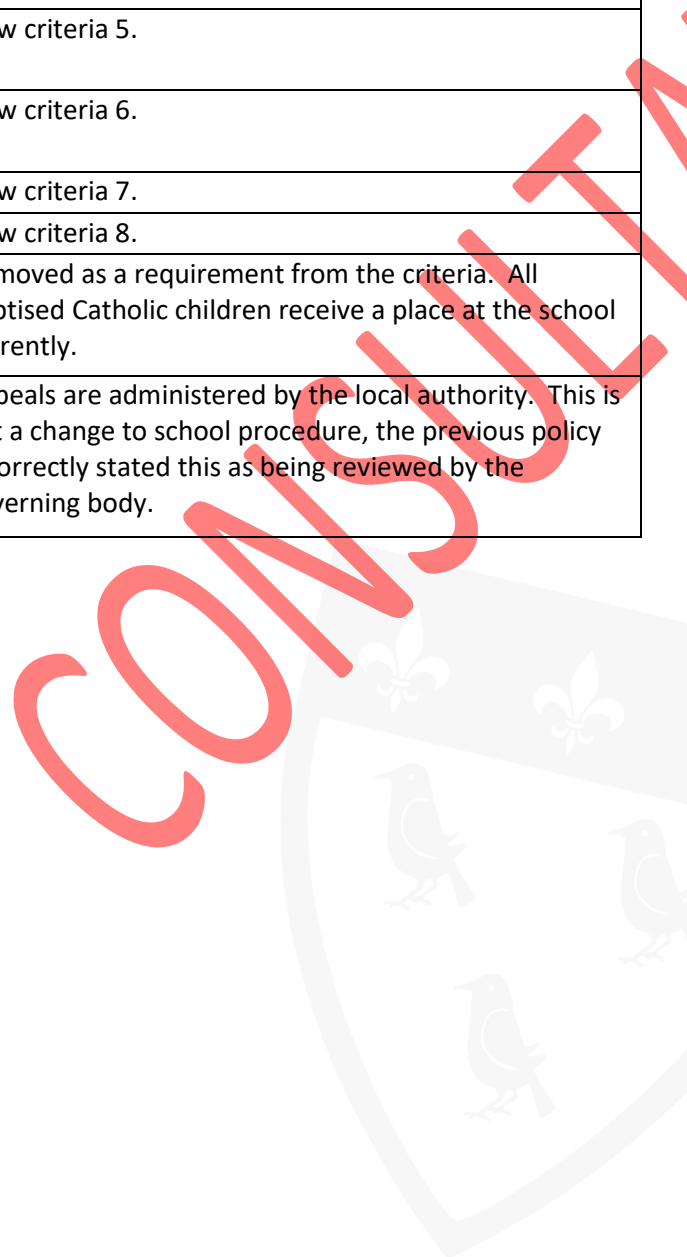 w criteria 5.
w criteria 6.
w criteria 7.
w criteria 8.
moved as a requirement from the criteria. All
ptised Catholic children receive a place at the school
rently.
peals are administered by the local authority. This is
t a change to school procedure, the previous policy
correctly stated this as being reviewed by the
verning body.
CONSULTA